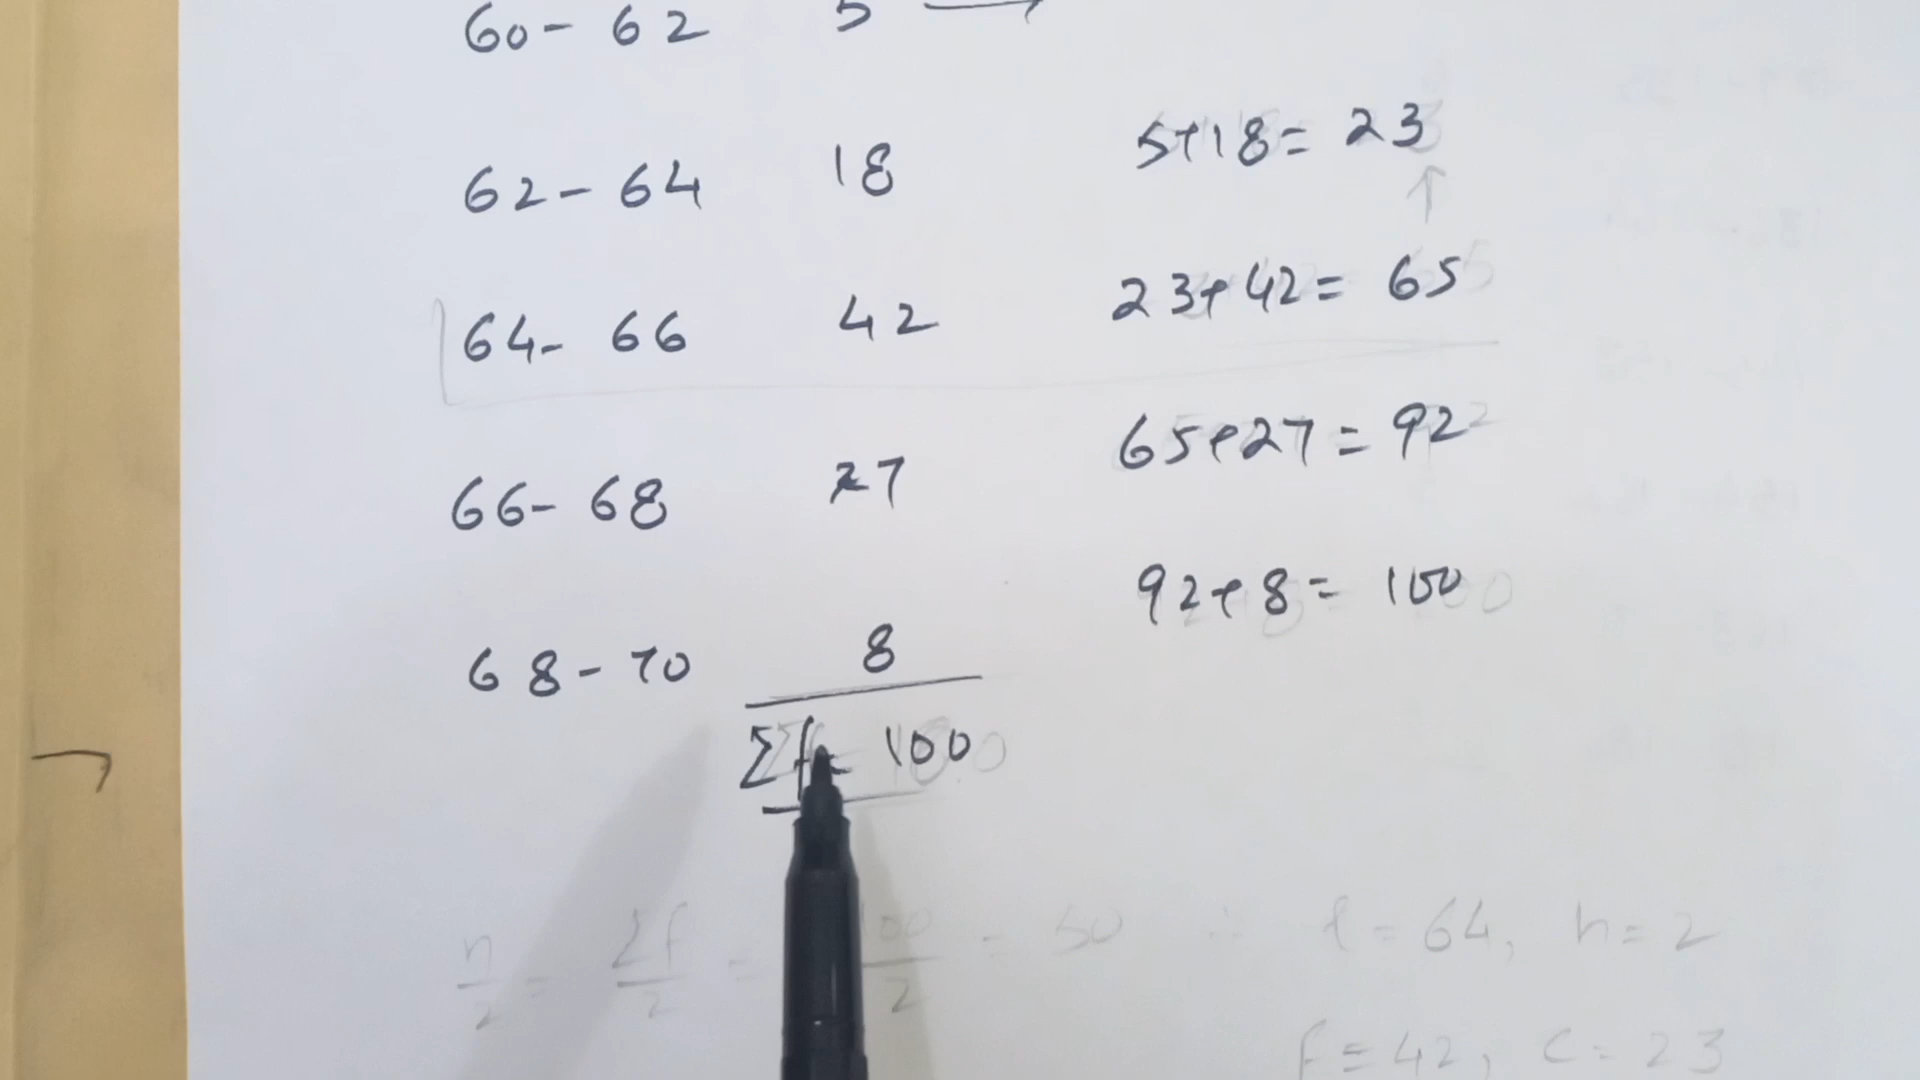 60 - 62 5 →
62 - 64 18 5+18 = 23
↑
64 - 66 42 23+42 = 65
66 - 68 27 65+27 = 92
68 - 70 8 92+8 = 100
Σf = 100
n/2 = Σf/2 = 100/2 = 50 ∴ l = 64, h = 2
f = 42, c = 23